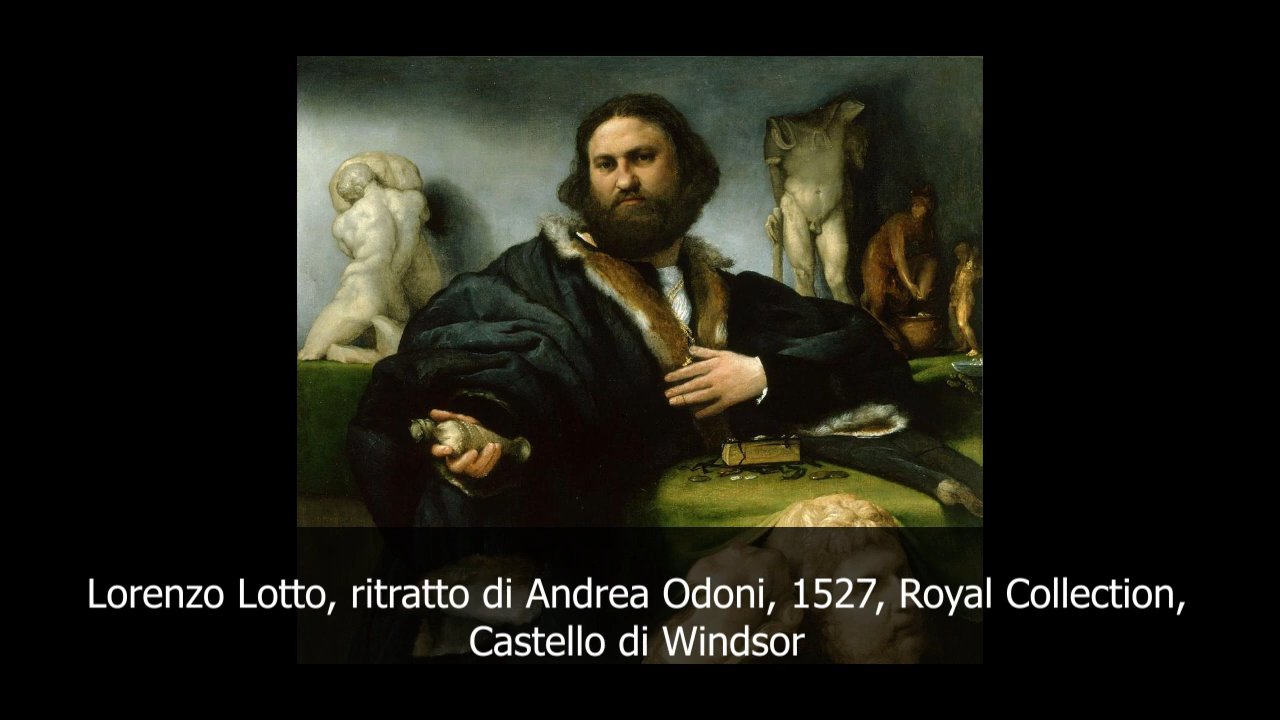 Lorenzo Lotto, ritratto di Andrea Odoni, 1527, Royal Collection,
Castello di Windsor